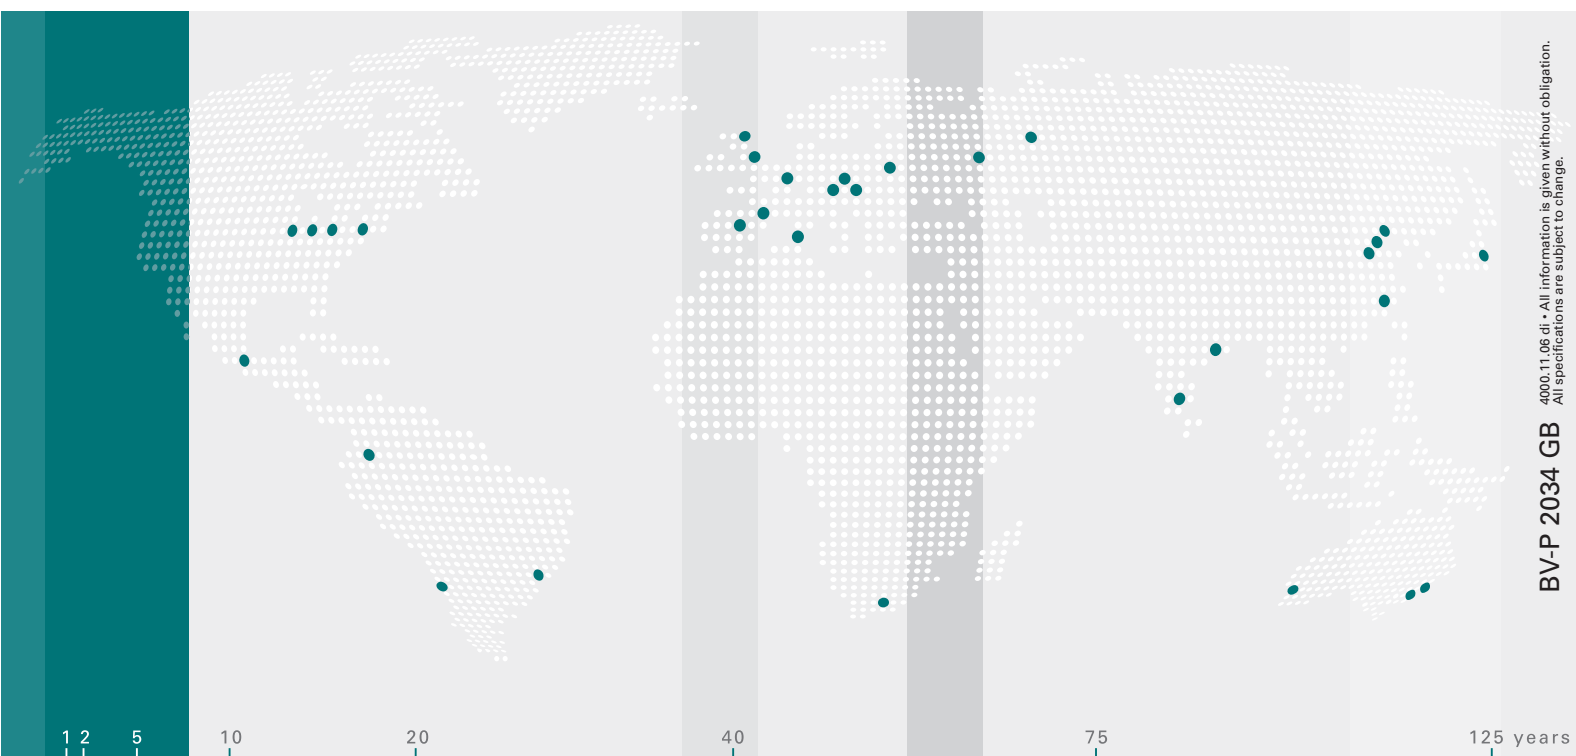 4000.11.06 di • All information is given without obligation.
All specifications are subject to change.
BV-P 2034 GB
1 2 5 10 20 40 75 125 years